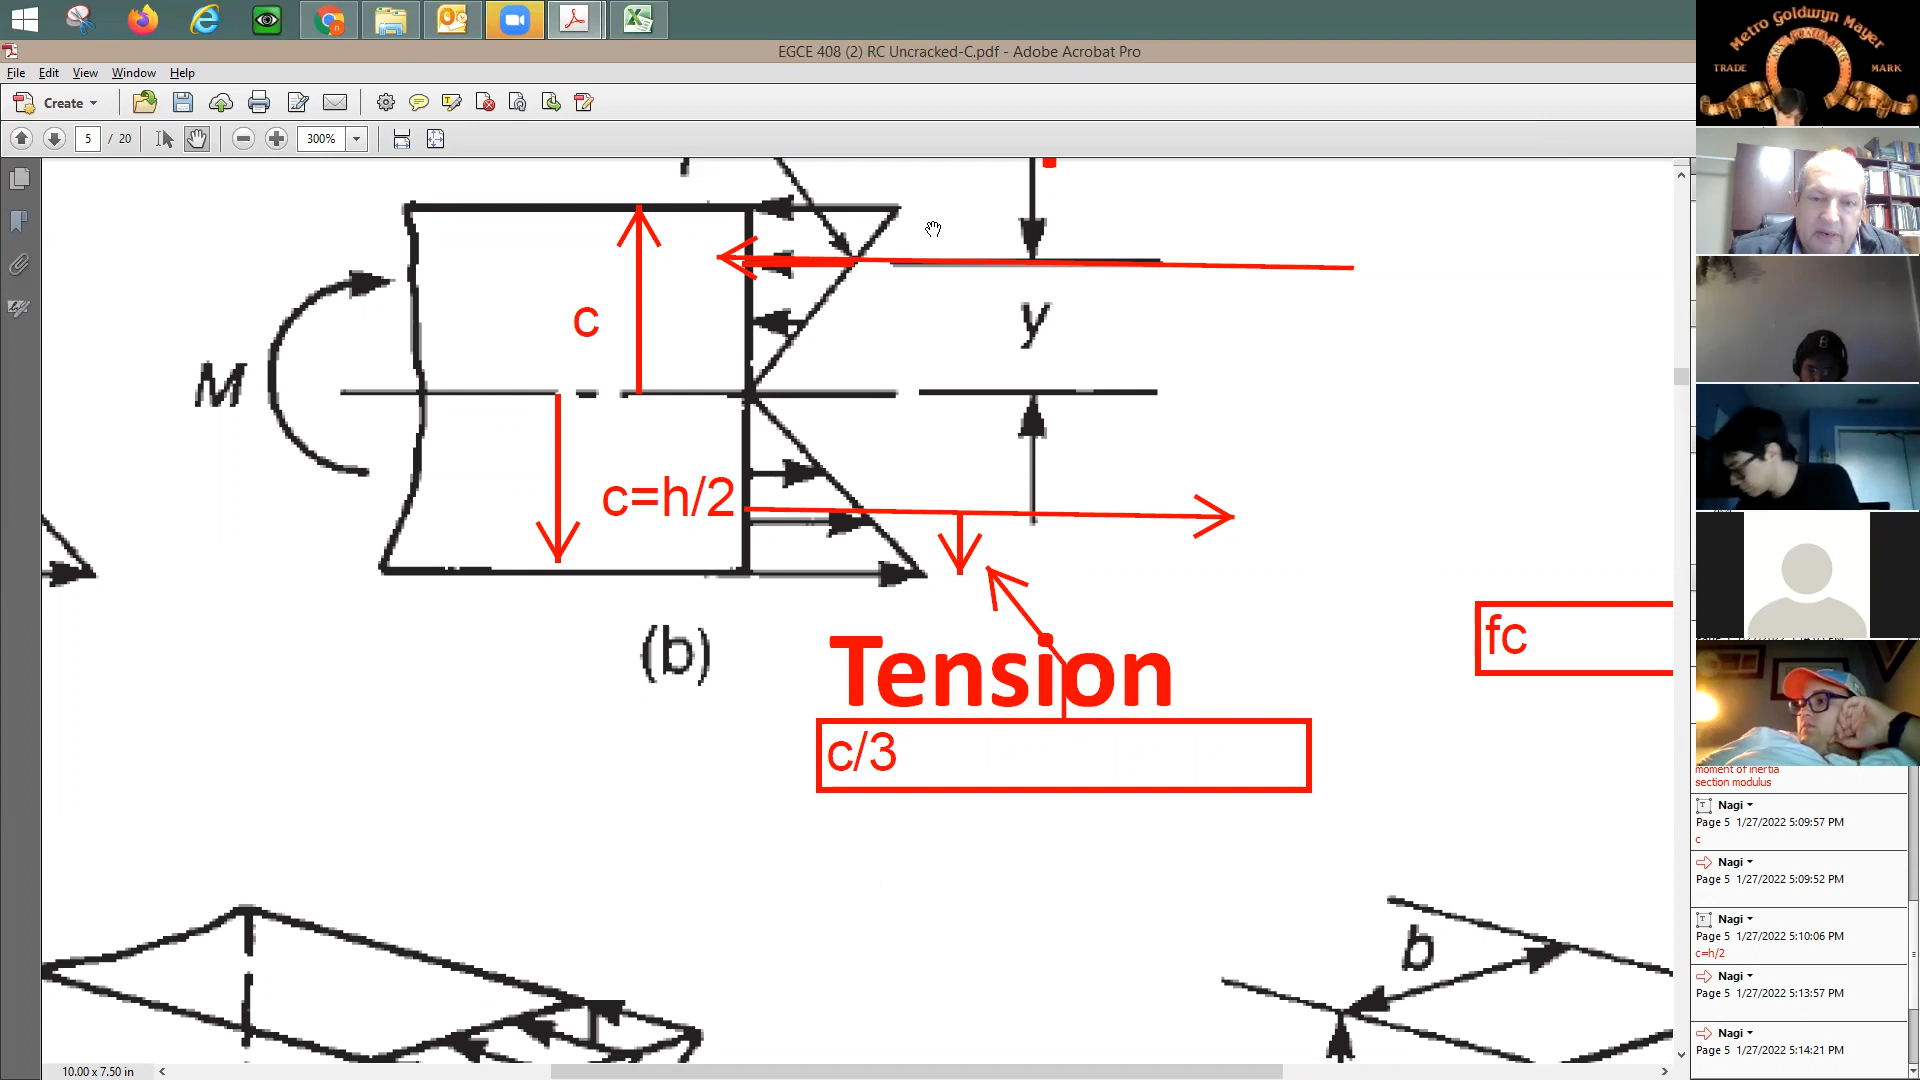 EGCE 408 (2) RC Uncracked-C.pdf - Adobe Acrobat Pro
File Edit View Window Help
Create
5 / 20
300%
M
c
c=h/2
y
(b)
Tension
c/3
fc
b
10.00 x 7.50 in
Metro Goldwyn Mayer
TRADE MARK
B
moment of inertia
section modulus
Nagi
Page 5 1/27/2022 5:09:57 PM
c
Nagi
Page 5 1/27/2022 5:09:52 PM
Nagi
Page 5 1/27/2022 5:10:06 PM
c=h/2
Nagi
Page 5 1/27/2022 5:13:57 PM
Nagi
Page 5 1/27/2022 5:14:21 PM